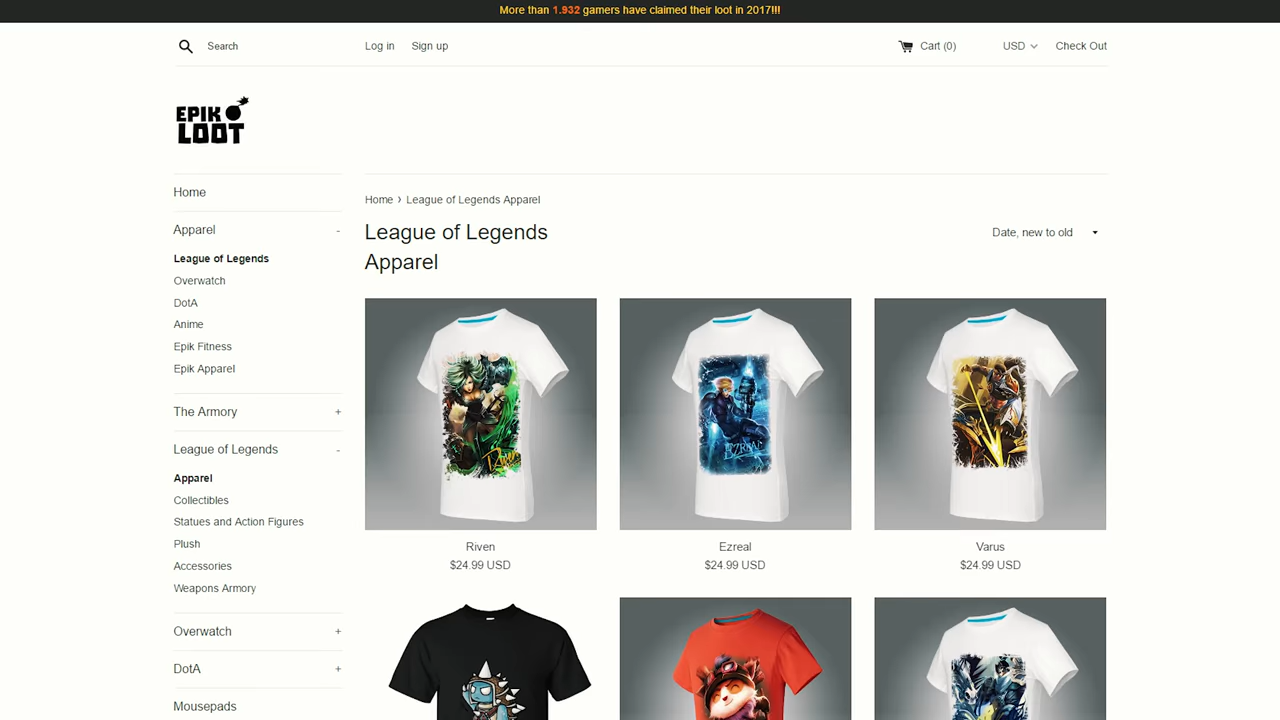 More than 1.932 gamers have claimed their loot in 2017!!!
Search
Log in
Sign up
Cart (0)
USD
Check Out
EPIK
LOOT
Home
Apparel -
League of Legends
Overwatch
DotA
Anime
Epik Fitness
Epik Apparel
The Armory +
League of Legends -
Apparel
Collectibles
Statues and Action Figures
Plush
Accessories
Weapons Armory
Overwatch +
DotA +
Mousepads
Home › League of Legends Apparel
League of Legends
Apparel
Date, new to old
Riven
EZREAL
Riven
$24.99 USD
Ezreal
$24.99 USD
Varus
$24.99 USD